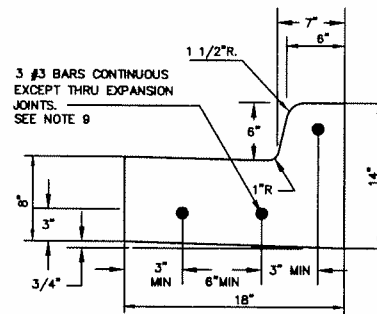 7"
6"
1 1/2"R.
3 #3 BARS CONTINUOUS
EXCEPT THRU EXPANSION
JOINTS.
SEE NOTE 9
6"
1"R
14"
8"
3"
3/4"
3"
MIN
6"MIN
3" MIN
18"